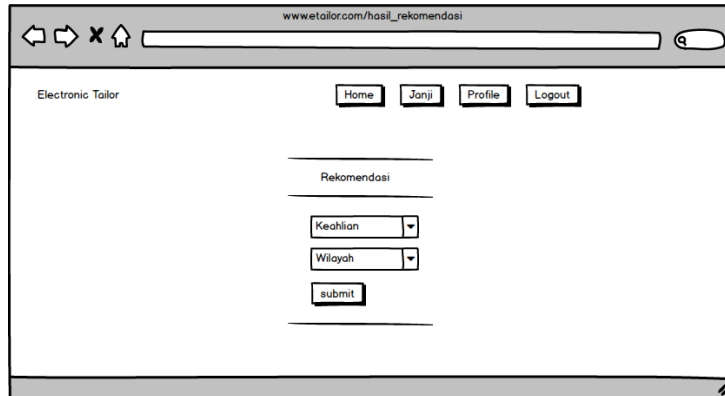 www.etailor.com/hasil_rekomendasi
Electronic Tailor
Home Janji Profile Logout
Rekomendasi
Keahlian
Wilayah
submit